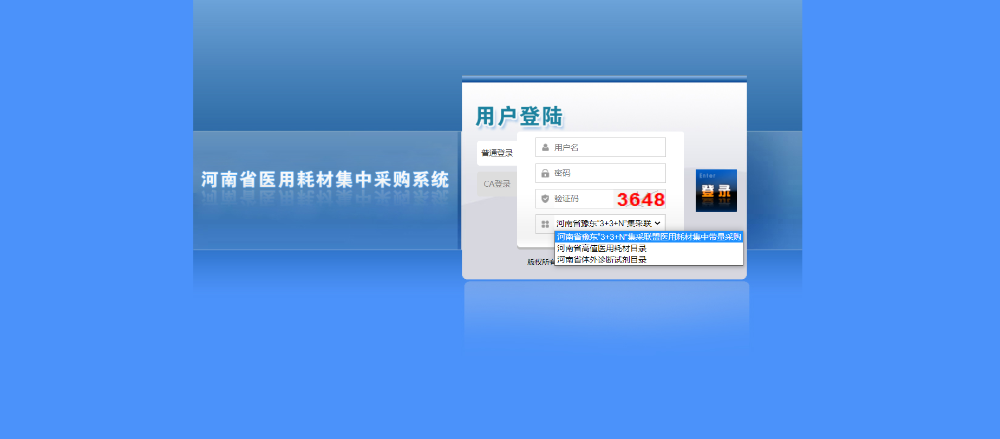 用户登陆
普通登录
CA登录
用户名
密码
验证码
3648
河南省豫东“3+3+N”集采联
河南省豫东“3+3+N”集采联盟医用耗材集中带量采购
河南省高值医用耗材目录
河南省体外诊断试剂目录
Enter
登录
河南省医用耗材集中采购系统
版权所有